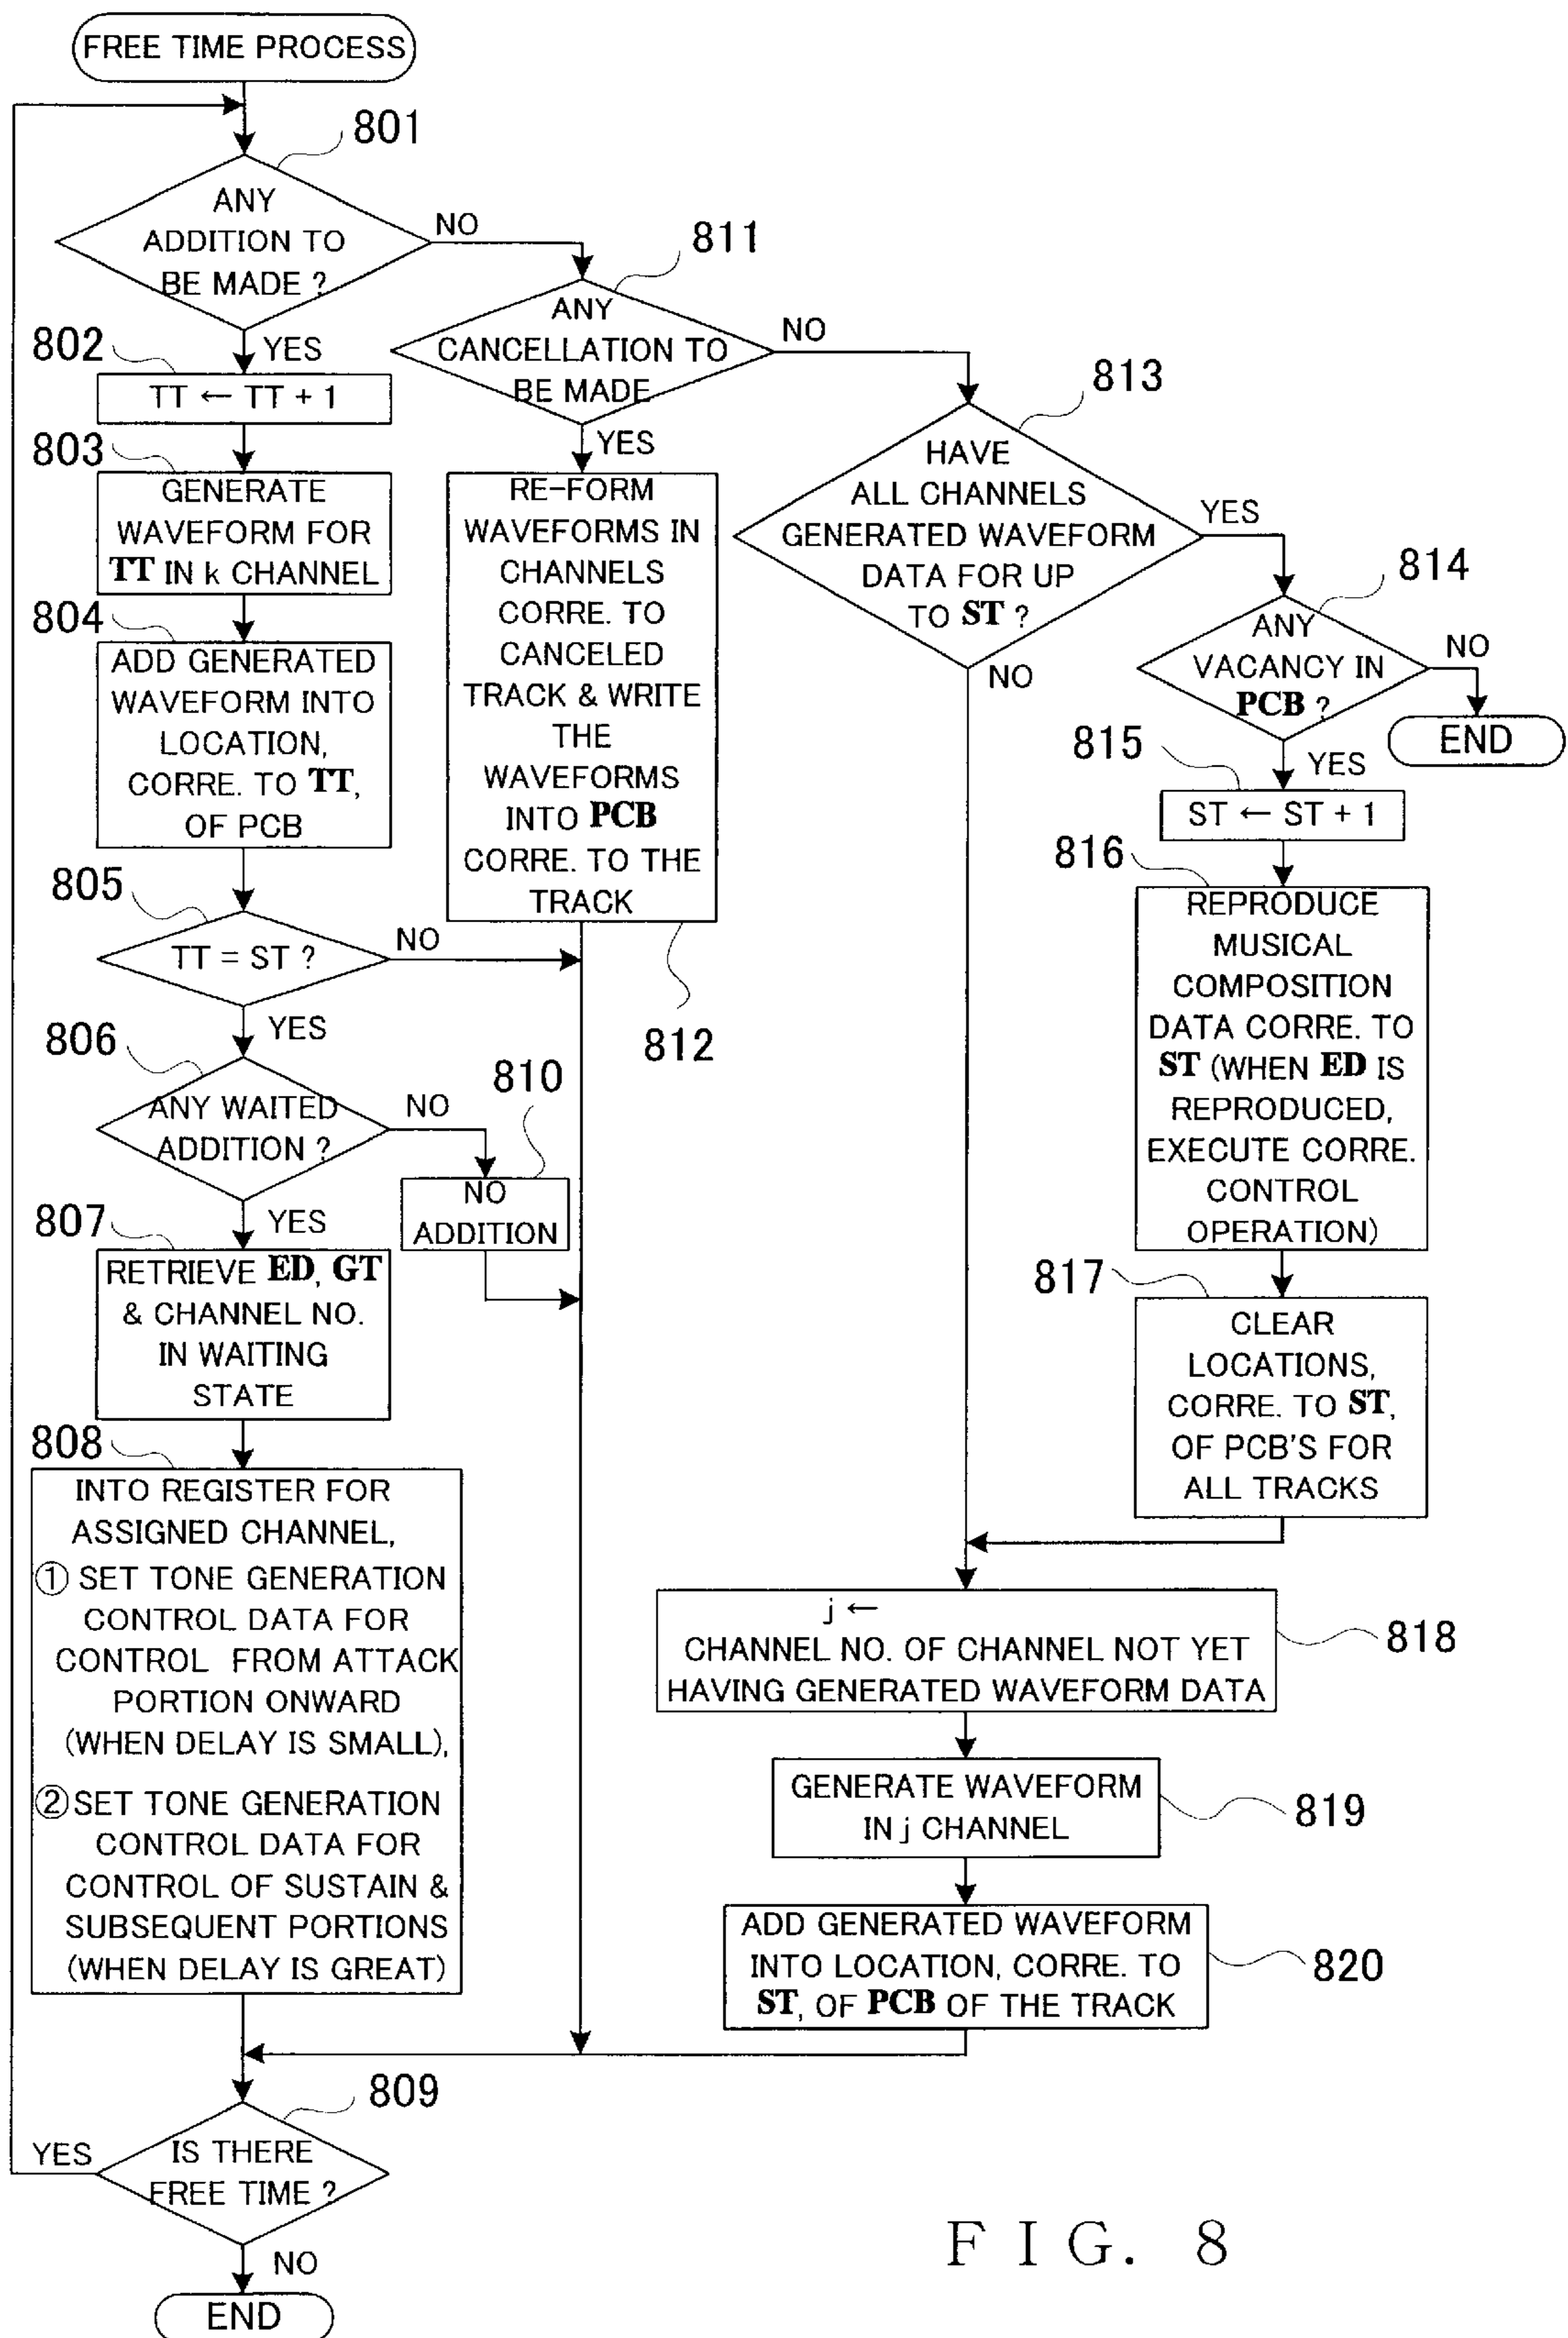 FREE TIME PROCESS
801
ANY
ADDITION TO
BE MADE ?
NO
YES
802
TT ← TT + 1
803
GENERATE
WAVEFORM FOR
TT IN k CHANNEL
804
ADD GENERATED
WAVEFORM INTO
LOCATION,
CORRE. TO TT,
OF PCB
805
TT = ST ?
NO
YES
806
ANY WAITED
ADDITION ?
NO
YES
810
NO
ADDITION
807
RETRIEVE ED, GT
& CHANNEL NO.
IN WAITING
STATE
808
INTO REGISTER FOR
ASSIGNED CHANNEL,
① SET TONE GENERATION
CONTROL DATA FOR
CONTROL FROM ATTACK
PORTION ONWARD
(WHEN DELAY IS SMALL),
② SET TONE GENERATION
CONTROL DATA FOR
CONTROL OF SUSTAIN &
SUBSEQUENT PORTIONS
(WHEN DELAY IS GREAT)
809
IS THERE
FREE TIME ?
YES
NO
END
811
ANY
CANCELLATION TO
BE MADE
NO
YES
RE-FORM
WAVEFORMS IN
CHANNELS
CORRE. TO
CANCELED
TRACK & WRITE
THE
WAVEFORMS
INTO PCB
CORRE. TO THE
TRACK
812
813
HAVE
ALL CHANNELS
GENERATED WAVEFORM
DATA FOR UP
TO ST ?
YES
NO
814
ANY
VACANCY IN
PCB ?
NO
END
YES
815
ST ← ST + 1
816
REPRODUCE
MUSICAL
COMPOSITION
DATA CORRE. TO
ST (WHEN ED IS
REPRODUCED,
EXECUTE CORRE.
CONTROL
OPERATION)
817
CLEAR
LOCATIONS,
CORRE. TO ST,
OF PCB'S FOR
ALL TRACKS
j ←
CHANNEL NO. OF CHANNEL NOT YET
HAVING GENERATED WAVEFORM DATA
818
GENERATE WAVEFORM
IN j CHANNEL
819
ADD GENERATED WAVEFORM
INTO LOCATION, CORRE. TO
ST, OF PCB OF THE TRACK
820
FIG. 8